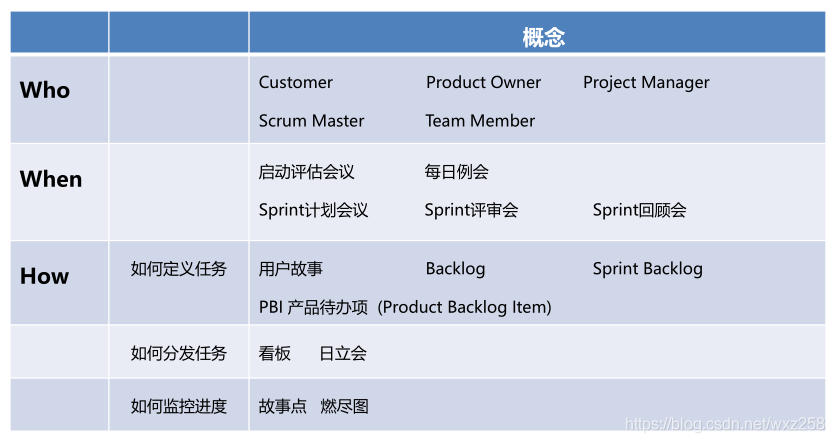 概念
Who
Customer Product Owner Project Manager
Scrum Master Team Member
When
启动评估会议 每日例会
Sprint计划会议 Sprint评审会 Sprint回顾会
How 如何定义任务 用户故事 Backlog Sprint Backlog
PBI 产品待办项 (Product Backlog Item)
如何分发任务 看板 日立会
如何监控进度 故事点 燃尽图
https://blog.csdn.net/wxz258